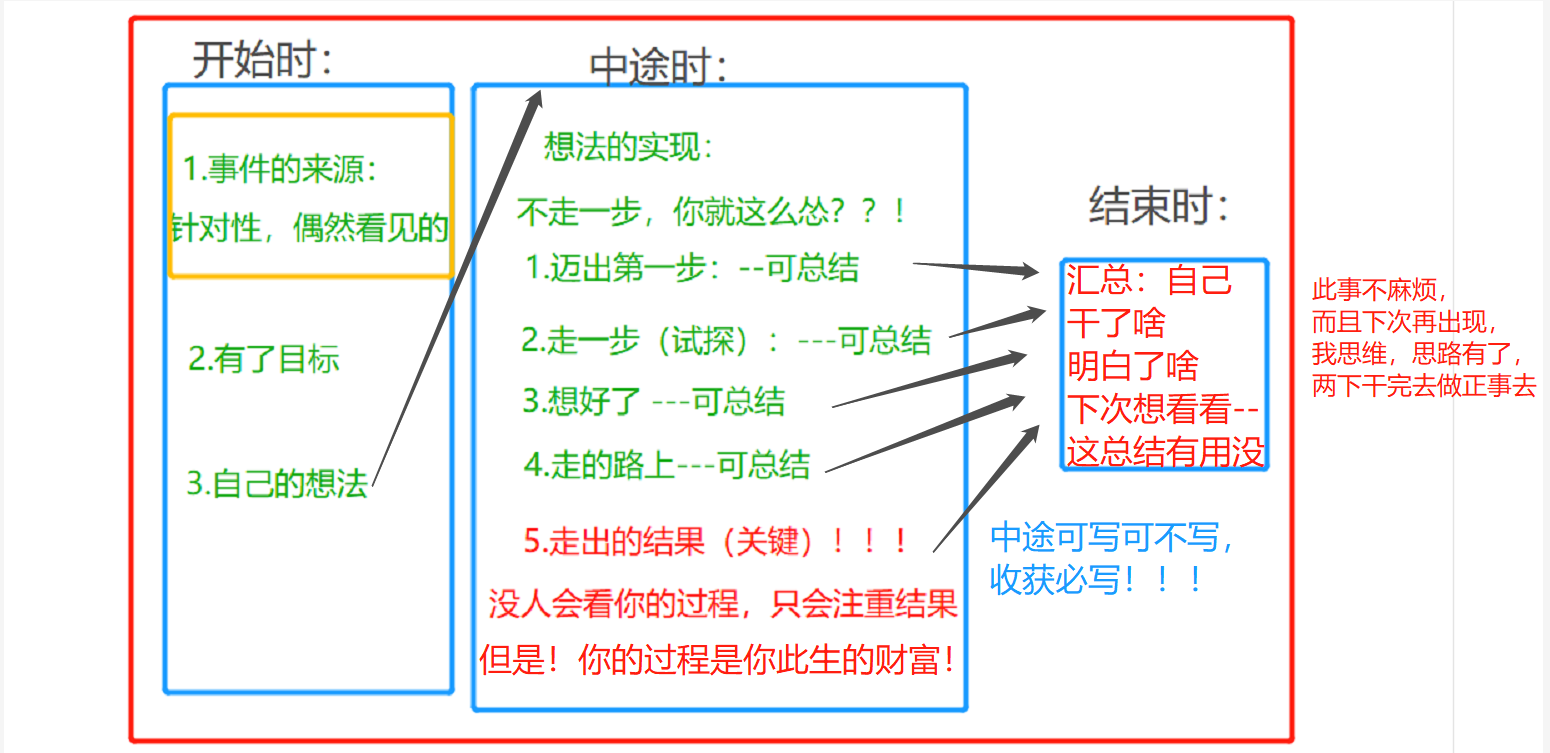 开始时：
1.事件的来源：
针对性，偶然看见的
2.有了目标
3.自己的想法
中途时：
想法的实现：
不走一步，你就这么怂？？！
1.迈出第一步：--可总结
2.走一步（试探）：---可总结
3.想好了 ---可总结
4.走的路上---可总结
5.走出的结果（关键）！！！
没人会看你的过程，只会注重结果
但是！你的过程是你此生的财富！
结束时：
汇总：自己
干了啥
明白了啥
下次想看看--
这总结有用没
中途可写可不写，
收获必写！！！
此事不麻烦，
而且下次再出现，
我思维，思路有了，
两下干完去做正事去